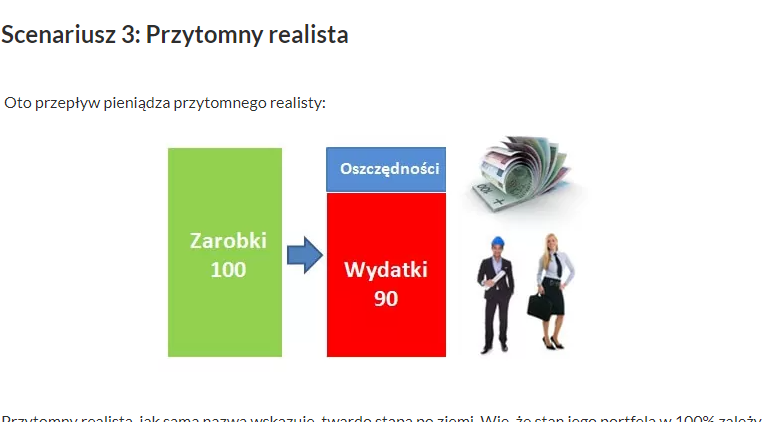 Scenariusz 3: Przytomny realista
Oto przepływ pieniądza przytomnego realisty:
Oszczędności
Zarobki
100
Wydatki
90
Przytomny realista, jak sama nazwa wskazuje, twardo stąpa po ziemi. Wie, że stan jego portfela w 100% zależy